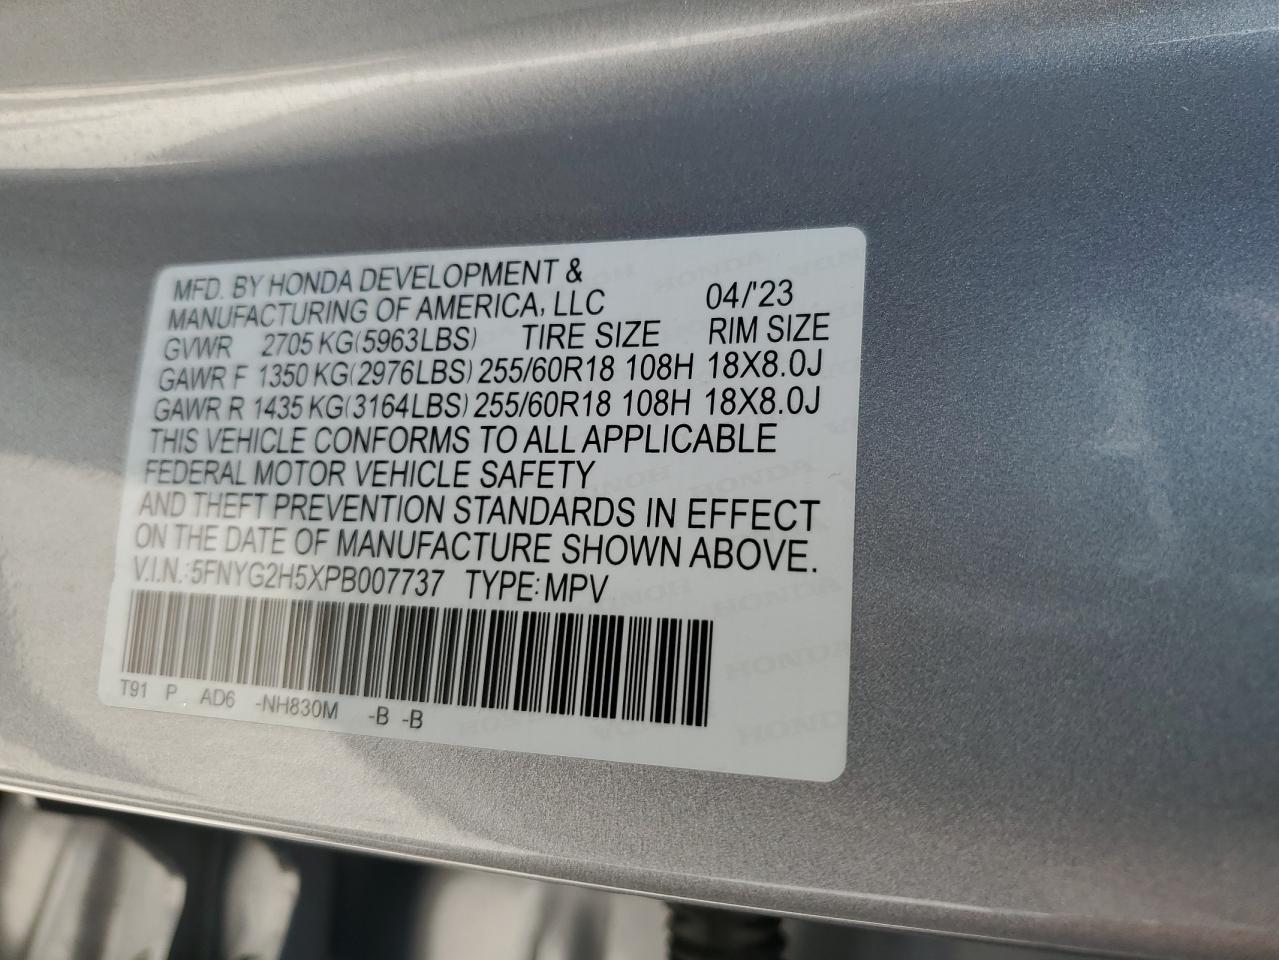 MFD. BY HONDA DEVELOPMENT &
MANUFACTURING OF AMERICA, LLC 04/'23
GVWR 2705 KG(5963LBS) TIRE SIZE RIM SIZE
GAWR F 1350 KG(2976LBS) 255/60R18 108H 18X8.0J
GAWR R 1435 KG(3164LBS) 255/60R18 108H 18X8.0J
THIS VEHICLE CONFORMS TO ALL APPLICABLE
FEDERAL MOTOR VEHICLE SAFETY
AND THEFT PREVENTION STANDARDS IN EFFECT
ON THE DATE OF MANUFACTURE SHOWN ABOVE.
V.I.N.:5FNYG2H5XPB007737 TYPE:MPV
T91 P AD6 -NH830M -B -B